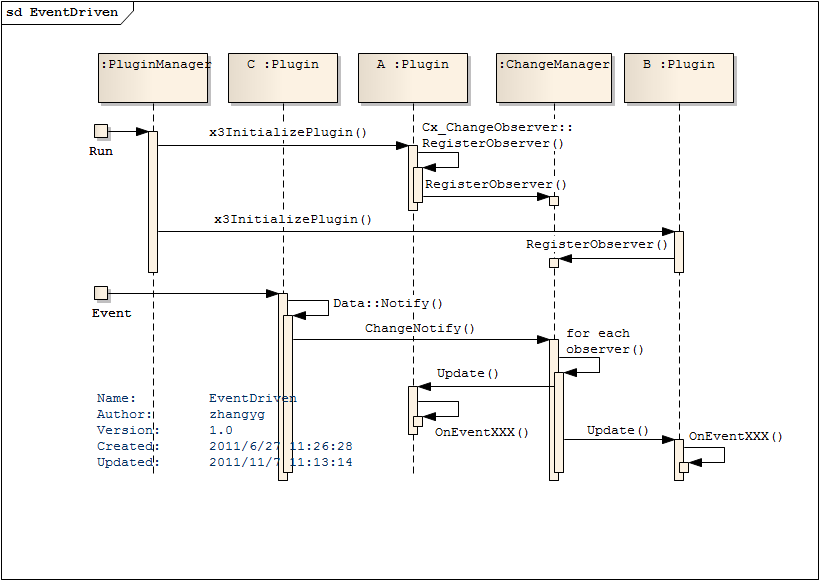 sd EventDriven
:PluginManager
C :Plugin
A :Plugin
:ChangeManager
B :Plugin
Run
x3InitializePlugin()
Cx_ChangeObserver::
RegisterObserver()
RegisterObserver()
x3InitializePlugin()
RegisterObserver()
Event
Data::Notify()
ChangeNotify()
for each
observer()
Update()
OnEventXXX()
Update()
OnEventXXX()
Name: EventDriven
Author: zhangyg
Version: 1.0
Created: 2011/6/27 11:26:28
Updated: 2011/11/7 11:13:14